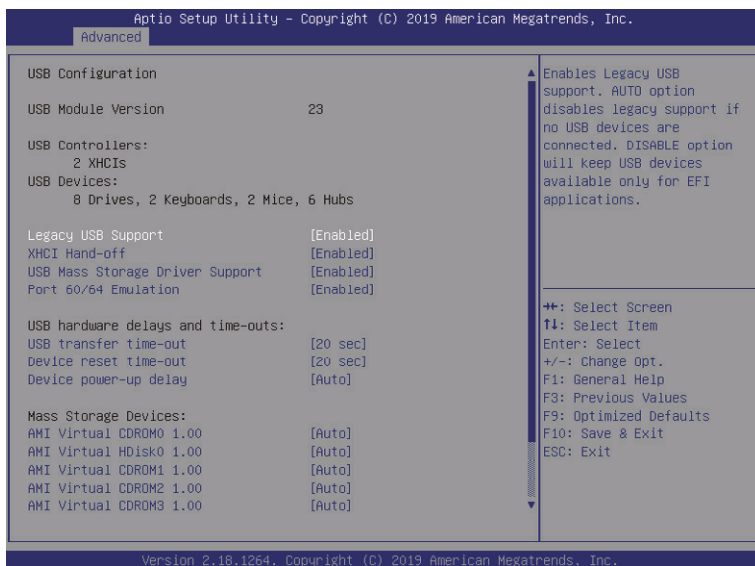 Aptio Setup Utility – Copyright (C) 2019 American Megatrends, Inc.
Advanced
USB Configuration
USB Module Version 23
USB Controllers:
2 XHCIs
USB Devices:
8 Drives, 2 Keyboards, 2 Mice, 6 Hubs
Legacy USB Support [Enabled]
XHCI Hand-off [Enabled]
USB Mass Storage Driver Support [Enabled]
Port 60/64 Emulation [Enabled]
USB hardware delays and time-outs:
USB transfer time-out [20 sec]
Device reset time-out [20 sec]
Device power-up delay [Auto]
Mass Storage Devices:
AMI Virtual CDROM0 1.00 [Auto]
AMI Virtual HDisk0 1.00 [Auto]
AMI Virtual CDROM1 1.00 [Auto]
AMI Virtual CDROM2 1.00 [Auto]
AMI Virtual CDROM3 1.00 [Auto]
Enables Legacy USB
support. AUTO option
disables legacy support if
no USB devices are
connected. DISABLE option
will keep USB devices
available only for EFI
applications.
→←: Select Screen
↑↓: Select Item
Enter: Select
+/-: Change Opt.
F1: General Help
F3: Previous Values
F9: Optimized Defaults
F10: Save & Exit
ESC: Exit
Version 2.18.1264. Copyright (C) 2019 American Megatrends, Inc.